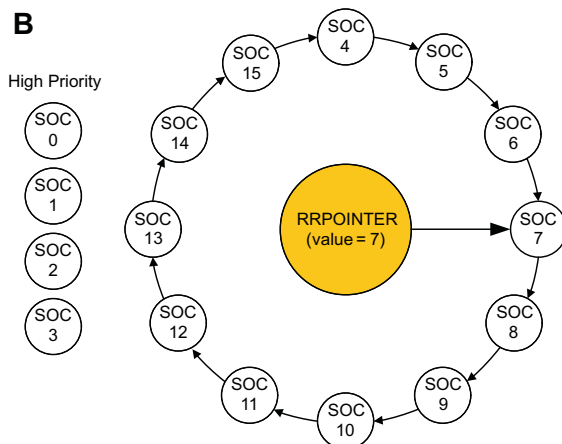 B
High Priority
SOC
0
SOC
1
SOC
2
SOC
3
SOC
4
SOC
5
SOC
6
SOC
7
SOC
8
SOC
9
SOC
10
SOC
11
SOC
12
SOC
13
SOC
14
SOC
15
RRPOINTER
(value = 7)